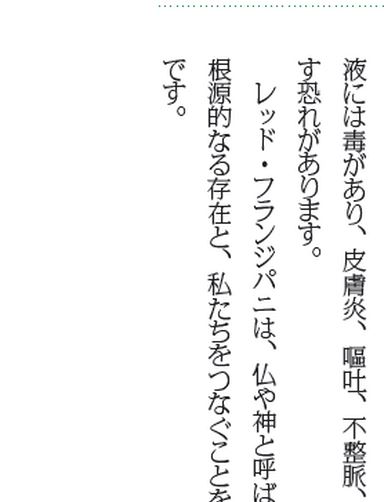 液には毒があり、皮膚炎、嘔吐、不整脈、
す恐れがあります。
レッド・フランジパニは、仏や神と呼ば
根源的なる存在と、私たちをつなぐことを
です。